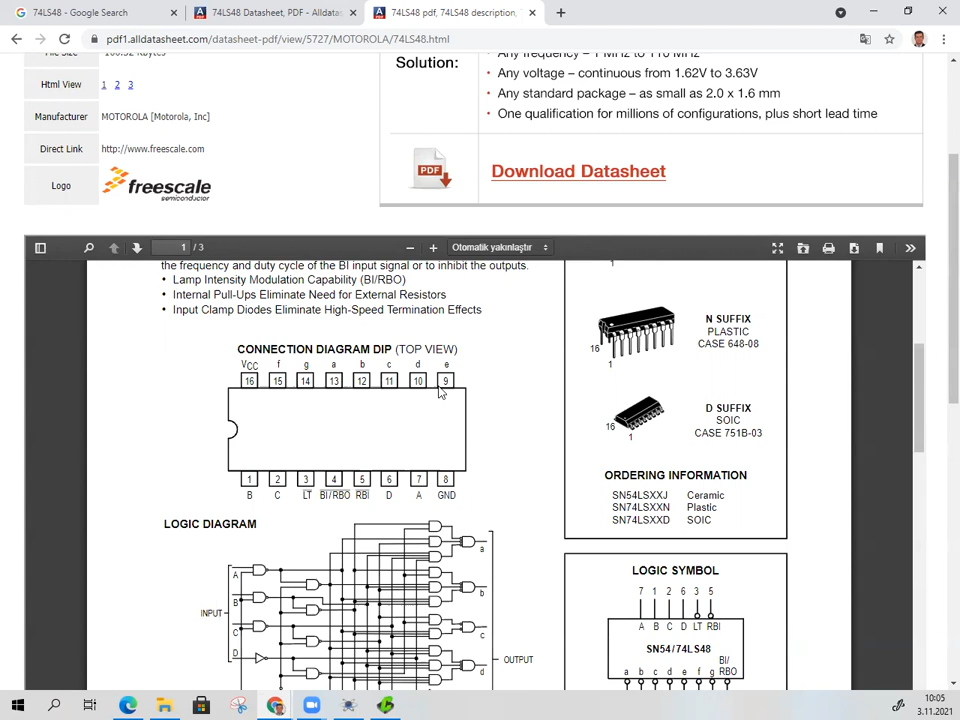 74LS48 - Google Search
74LS48 Datasheet, PDF - Alldatas
74LS48 pdf, 74LS48 description,
pdf1.alldatasheet.com/datasheet-pdf/view/5727/MOTOROLA/74LS48.html
Html View
1 2 3
Manufacturer
MOTOROLA [Motorola, Inc]
Direct Link
http://www.freescale.com
Logo
freescale
semiconductor
Solution:
• Any voltage – continuous from 1.62V to 3.63V
• Any standard package – as small as 2.0 x 1.6 mm
• One qualification for millions of configurations, plus short lead time
PDF
Download Datasheet
1 / 3
Otomatik yakınlaştır
the frequency and duty cycle of the BI input signal or to inhibit the outputs.
• Lamp Intensity Modulation Capability (BI/RBO)
• Internal Pull-Ups Eliminate Need for External Resistors
• Input Clamp Diodes Eliminate High-Speed Termination Effects
CONNECTION DIAGRAM DIP (TOP VIEW)
VCC f g a b c d e
16 15 14 13 12 11 10 9
1 2 3 4 5 6 7 8
B C LT BI/RBO RBI D A GND
LOGIC DIAGRAM
INPUT
A
B
C
D
a
b
c
d
OUTPUT
1
16
1
N SUFFIX
PLASTIC
CASE 648-08
16
1
D SUFFIX
SOIC
CASE 751B-03
ORDERING INFORMATION
SN54LSXXJ Ceramic
SN74LSXXN Plastic
SN74LSXXD SOIC
LOGIC SYMBOL
7 1 2 6 3 5
A B C D LT RBI
SN54/74LS48
BI/
a b c d e f g RBO
10:05
3.11.2021